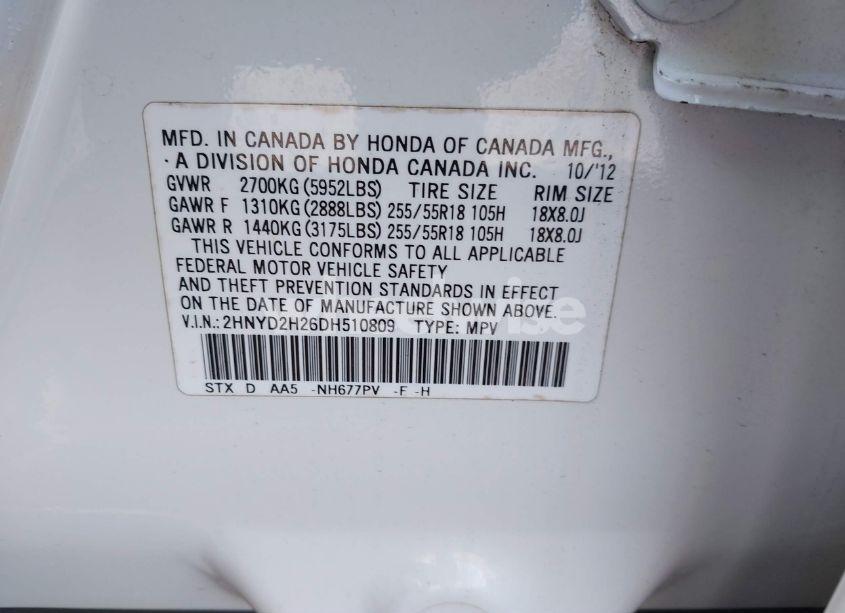 MFD. IN CANADA BY HONDA OF CANADA MFG.,
· A DIVISION OF HONDA CANADA INC. 10/'12
GVWR 2700KG (5952LBS) TIRE SIZE RIM SIZE
GAWR F 1310KG (2888LBS) 255/55R18 105H 18X8.0J
GAWR R 1440KG (3175LBS) 255/55R18 105H 18X8.0J
THIS VEHICLE CONFORMS TO ALL APPLICABLE
FEDERAL MOTOR VEHICLE SAFETY
AND THEFT PREVENTION STANDARDS IN EFFECT
ON THE DATE OF MANUFACTURE SHOWN ABOVE.
V.I.N.: 2HNYD2H26DH510809 TYPE: MPV
STX D AA5 -NH677PV -F -H